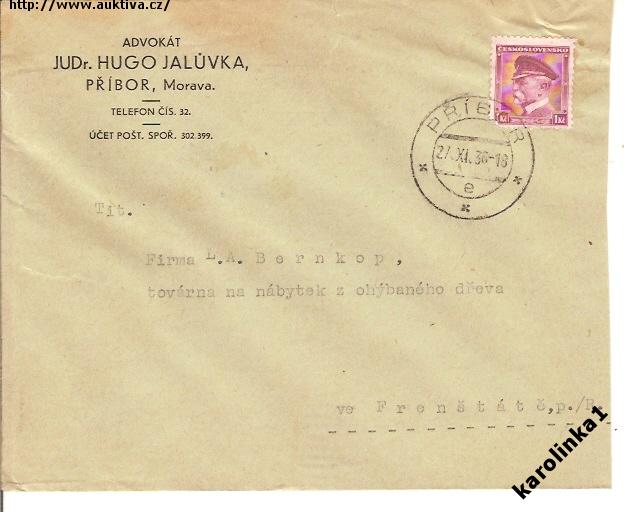 http://www.auktiva.cz/
ADVOKÁT
JUDr. HUGO JALŮVKA,
PŘÍBOR, Morava.
TELEFON ČÍS. 32.
ÚČET POŠT. SPOŘ. 302.399.
ČESKOSLOVENSKO
1Kč 1Kč
PŘÍBOR
27.XI.36-18
e
Tit.
Firma L.A. Bernkop,
továrna na nábytek z ohýbaného dřeva
ve Frenštátě,p./R.
karolinka1